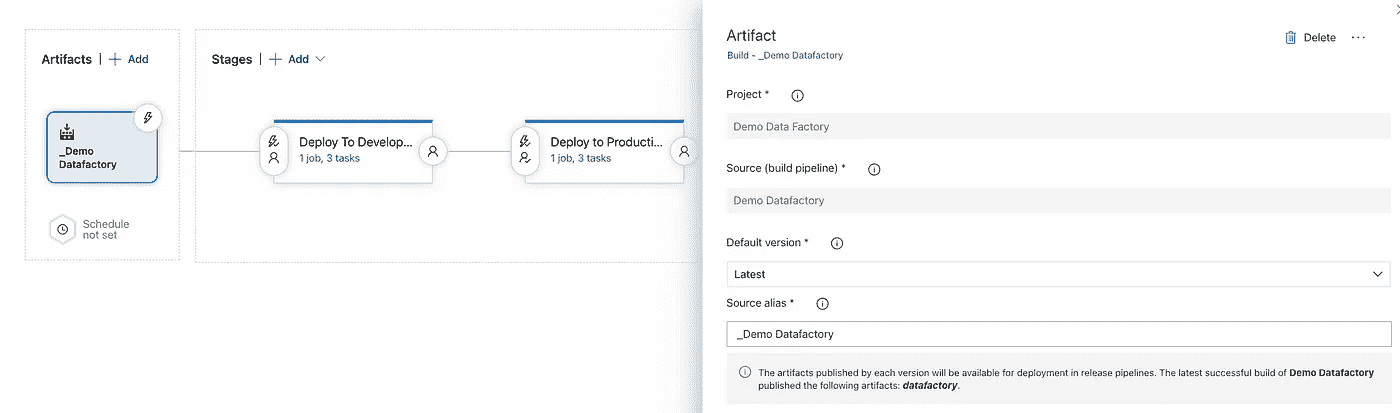 Artifacts | + Add
Stages | + Add
_Demo
Datafactory
Schedule
not set
Deploy To Develop...
1 job, 3 tasks
Deploy to Producti...
1 job, 3 tasks
Artifact
Delete ...
Build - _Demo Datafactory
Project *
Demo Data Factory
Source (build pipeline) *
Demo Datafactory
Default version *
Latest
Source alias *
_Demo Datafactory
The artifacts published by each version will be available for deployment in release pipelines. The latest successful build of Demo Datafactory
published the following artifacts: datafactory.